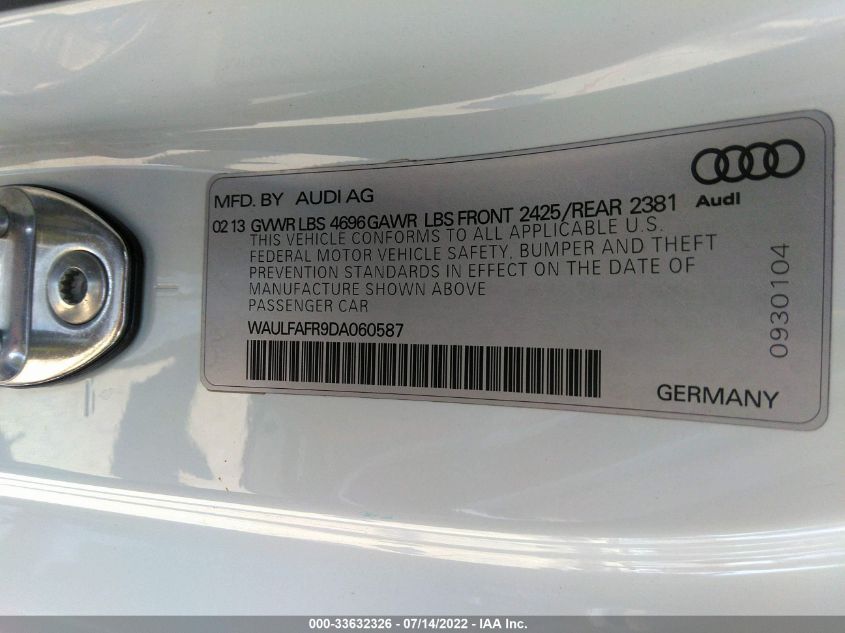 MFD. BY AUDI AG
Audi
02 13 GVWR LBS 4696 GAWR LBS FRONT 2425/REAR 2381
THIS VEHICLE CONFORMS TO ALL APPLICABLE U.S.
FEDERAL MOTOR VEHICLE SAFETY, BUMPER AND THEFT
PREVENTION STANDARDS IN EFFECT ON THE DATE OF
MANUFACTURE SHOWN ABOVE
PASSENGER CAR
WAULFAFR9DA060587
0930104
GERMANY
000-33632326 - 07/14/2022 - IAA Inc.